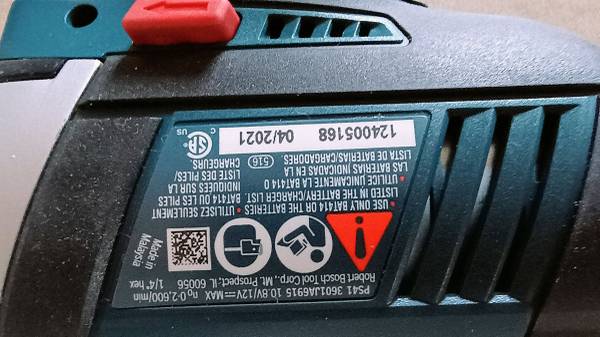 PS41 3601JA6915 10.8V/12V⎓ MAX n₀ 0-2,600/min
Robert Bosch Tool Corp., Mt. Prospect, IL 60056 1/4" hex
Made in
Malaysia
• USE ONLY BAT414 OR THE BATTERIES
LISTED IN THE BATTERY/CHARGER LIST.
• UTILICE UNICAMENTE LA BAT414 O
LAS BATERIAS INDICADAS EN LA
LISTA DE BATERIAS/CARGADORES.
• UTILISEZ SEULEMENT
BAT414 OU LES PILES
INDIQUÉES SUR LA
LISTE DES PILES/
CHARGEURS.
516
124005168 04/2021
C SA US